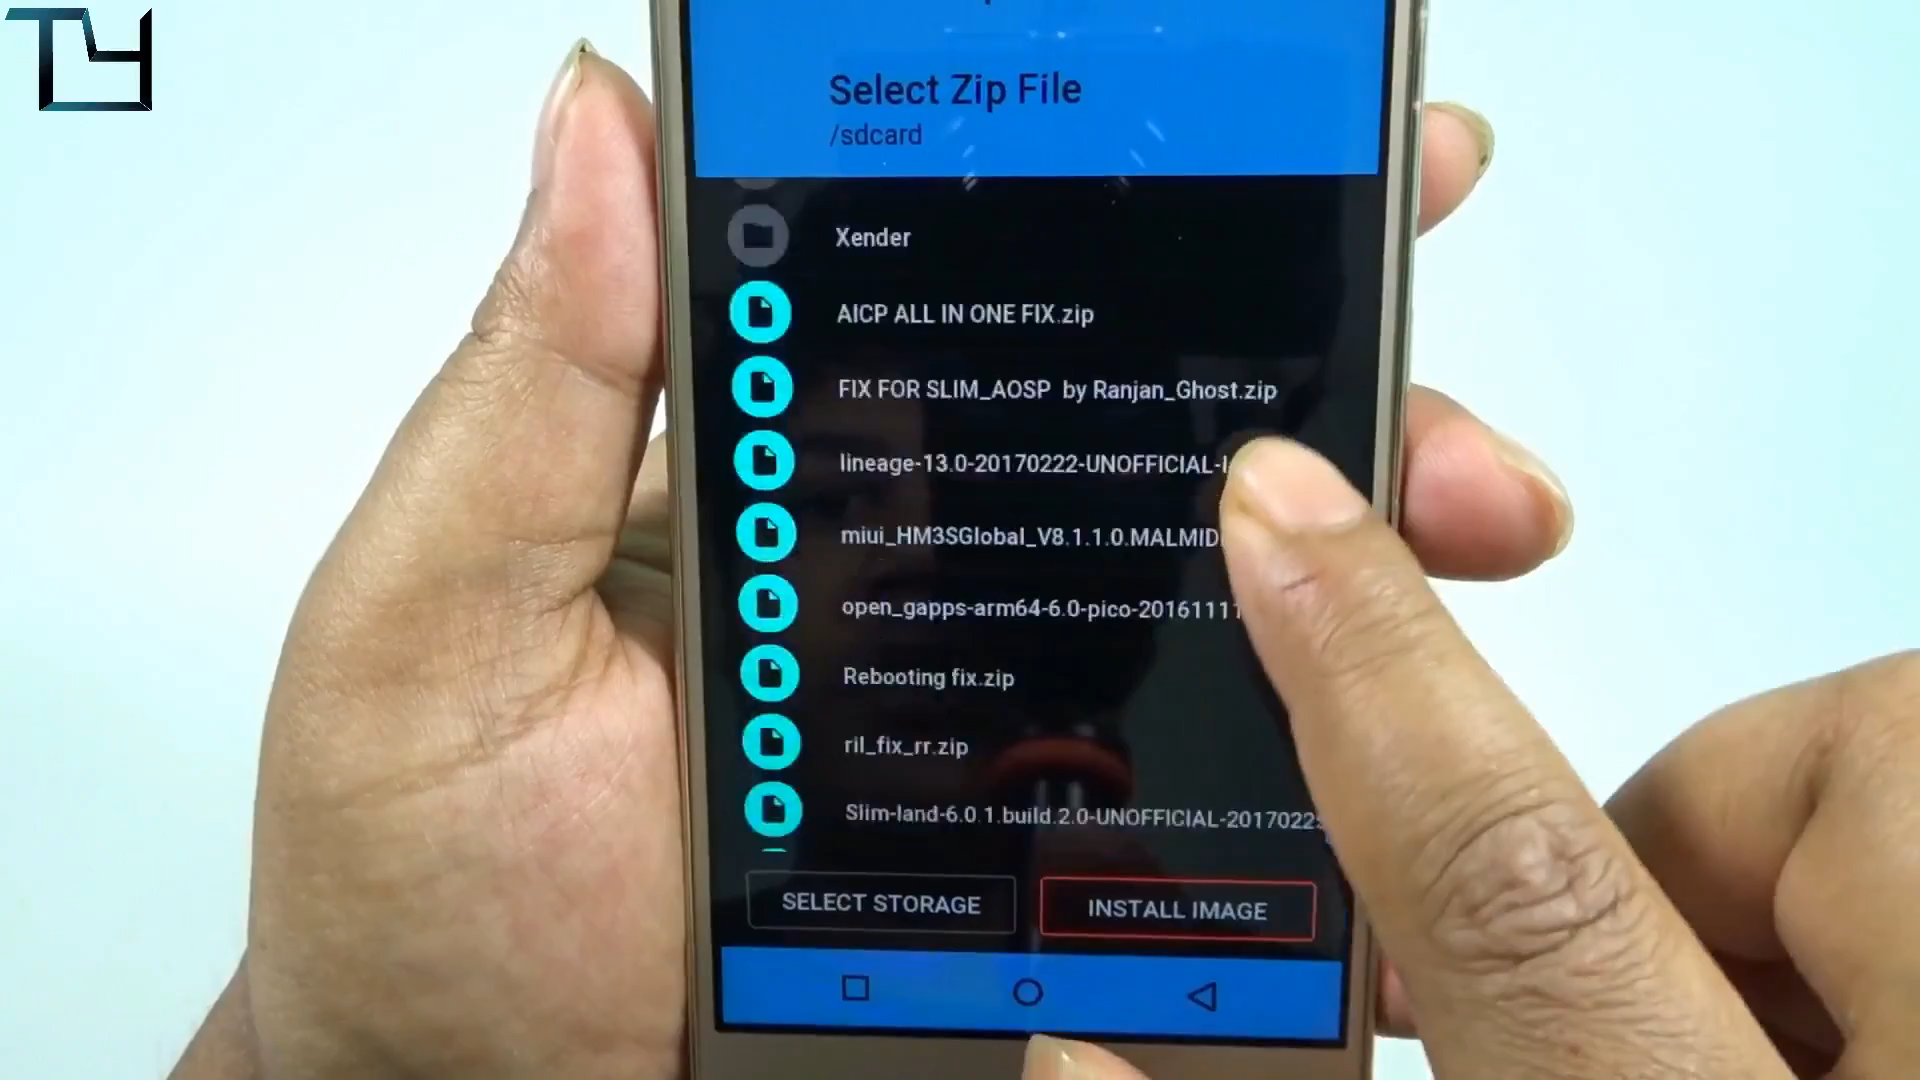 TY
Select Zip File
/sdcard
Xender
AICP ALL IN ONE FIX.zip
FIX FOR SLIM_AOSP by Ranjan_Ghost.zip
lineage-13.0-20170222-UNOFFICIAL-l
miui_HM3SGlobal_V8.1.1.0.MALMID
open_gapps-arm64-6.0-pico-20161111
Rebooting fix.zip
ril_fix_rr.zip
Slim-land-6.0.1.build.2.0-UNOFFICIAL-2017022
SELECT STORAGE
INSTALL IMAGE